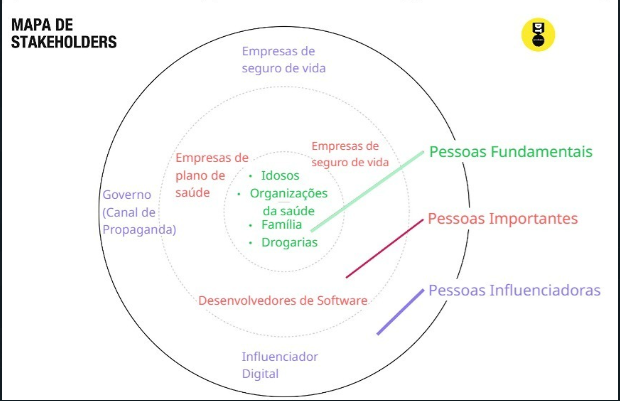 MAPA DE
STAKEHOLDERS
Empresas de
seguro de vida
Empresas de
plano de
saúde
Empresas de
seguro de vida
• Idosos
• Organizações
da saúde
• Família
• Drogarias
Governo
(Canal de
Propaganda)
Desenvolvedores de Software
Influenciador
Digital
Pessoas Fundamentais
Pessoas Importantes
Pessoas Influenciadoras